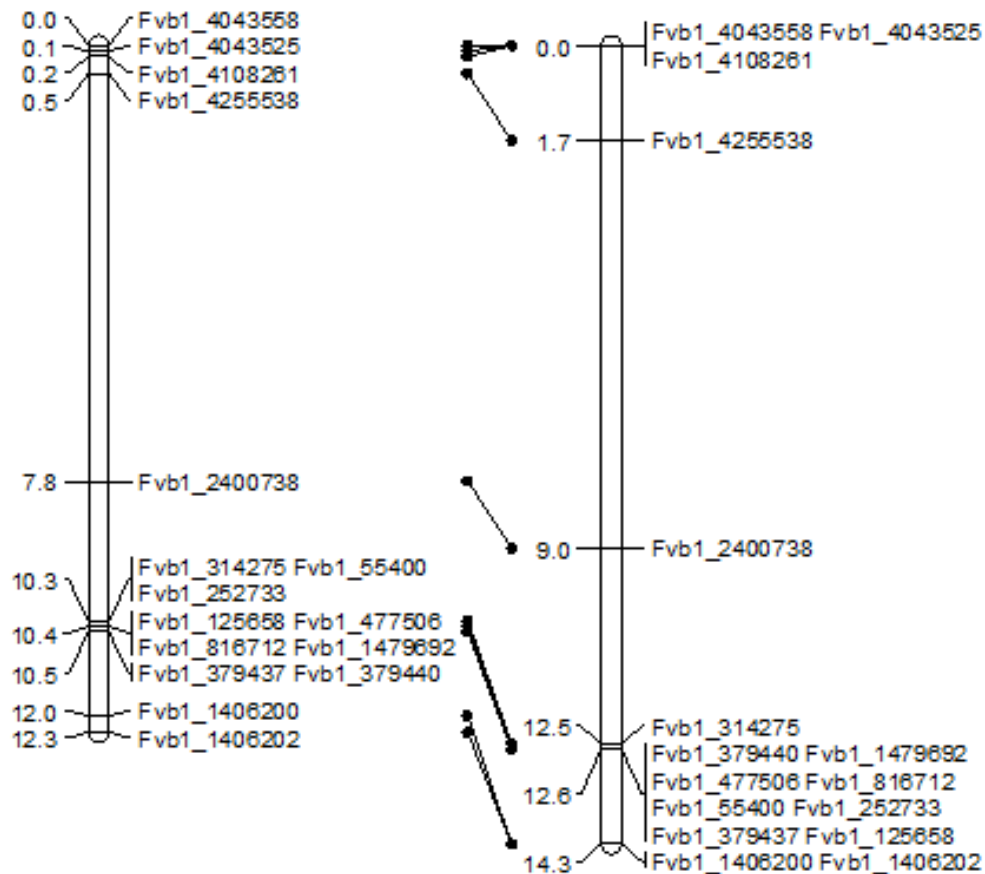 0.0 Fvb1_4043558
0.1 Fvb1_4043525
0.2 Fvb1_4108261
0.5 Fvb1_4255538
7.8 Fvb1_2400738
10.3 Fvb1_314275 Fvb1_55400
Fvb1_252733
10.4 Fvb1_125658 Fvb1_477506
Fvb1_816712 Fvb1_1479692
10.5 Fvb1_379437 Fvb1_379440
12.0 Fvb1_1406200
12.3 Fvb1_1406202
0.0 Fvb1_4043558 Fvb1_4043525
Fvb1_4108261
1.7 Fvb1_4255538
9.0 Fvb1_2400738
12.5 Fvb1_314275
12.6 Fvb1_379440 Fvb1_1479692
Fvb1_477506 Fvb1_816712
Fvb1_55400 Fvb1_252733
Fvb1_379437 Fvb1_125658
14.3 Fvb1_1406200 Fvb1_1406202